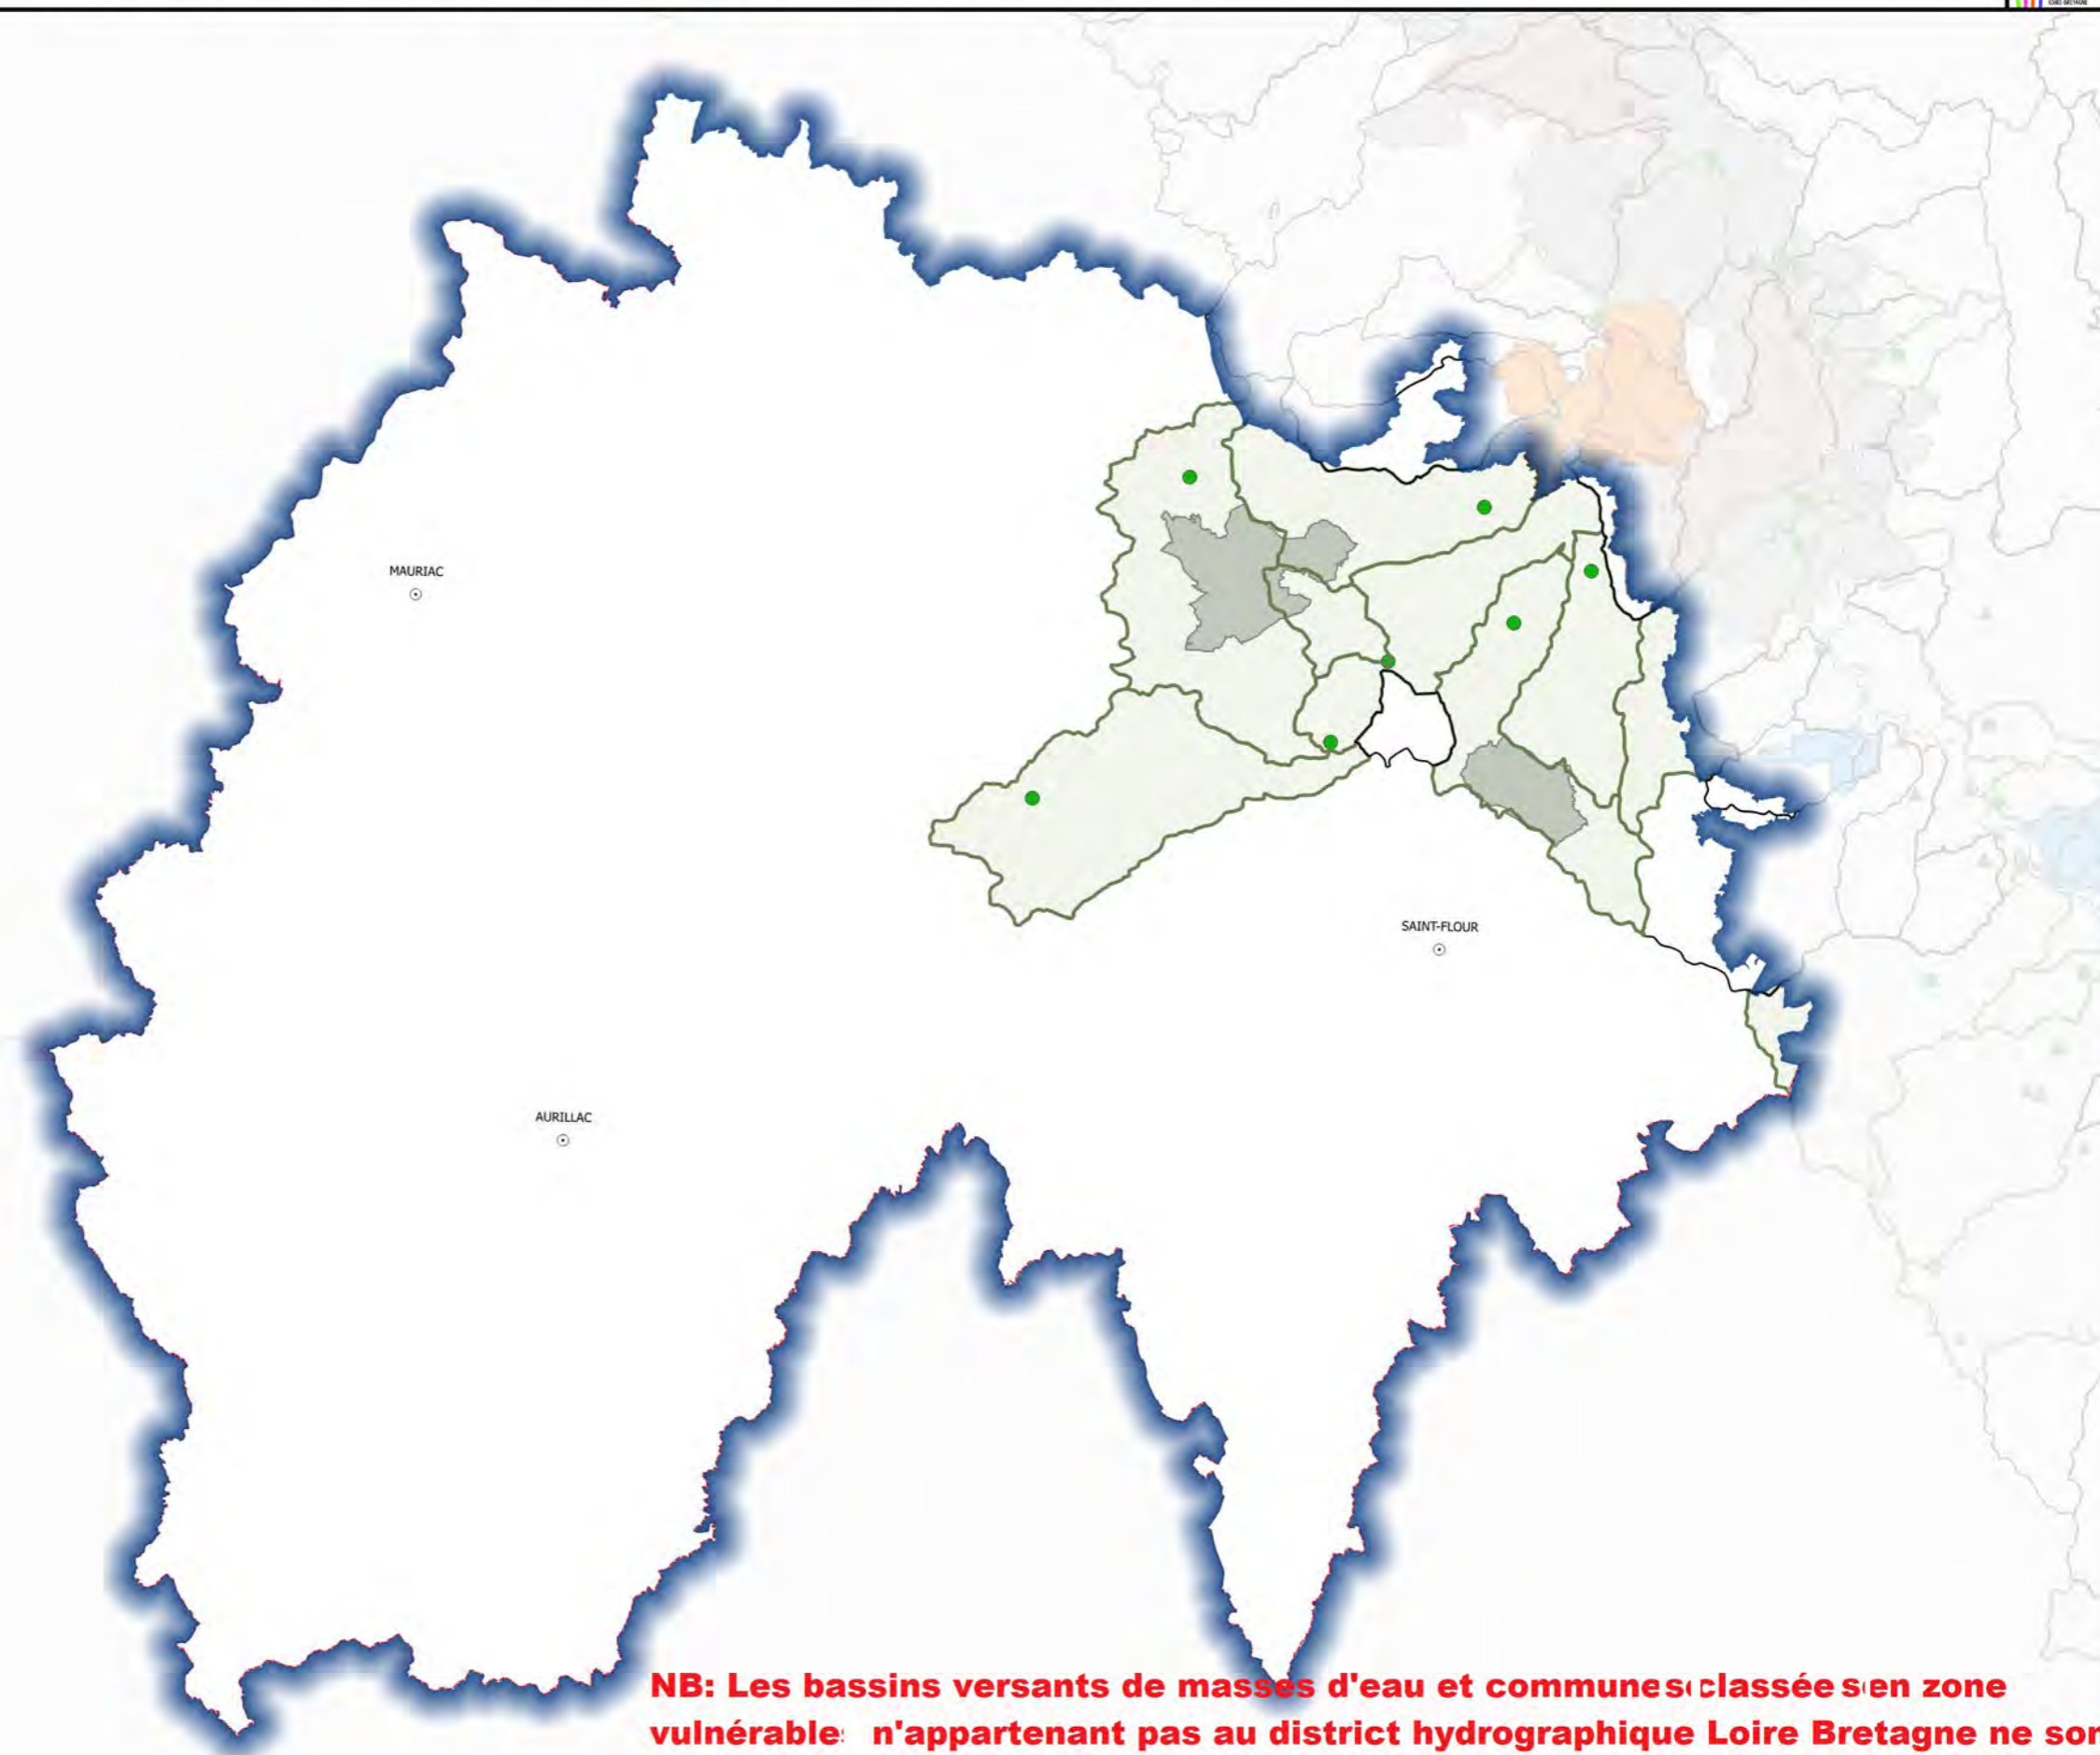 MAURIAC
SAINT-FLOUR
AURILLAC
NB: Les bassins versants de masses d'eau et communes classées en zone
vulnérable n'appartenant pas au district hydrographique Loire Bretagne ne